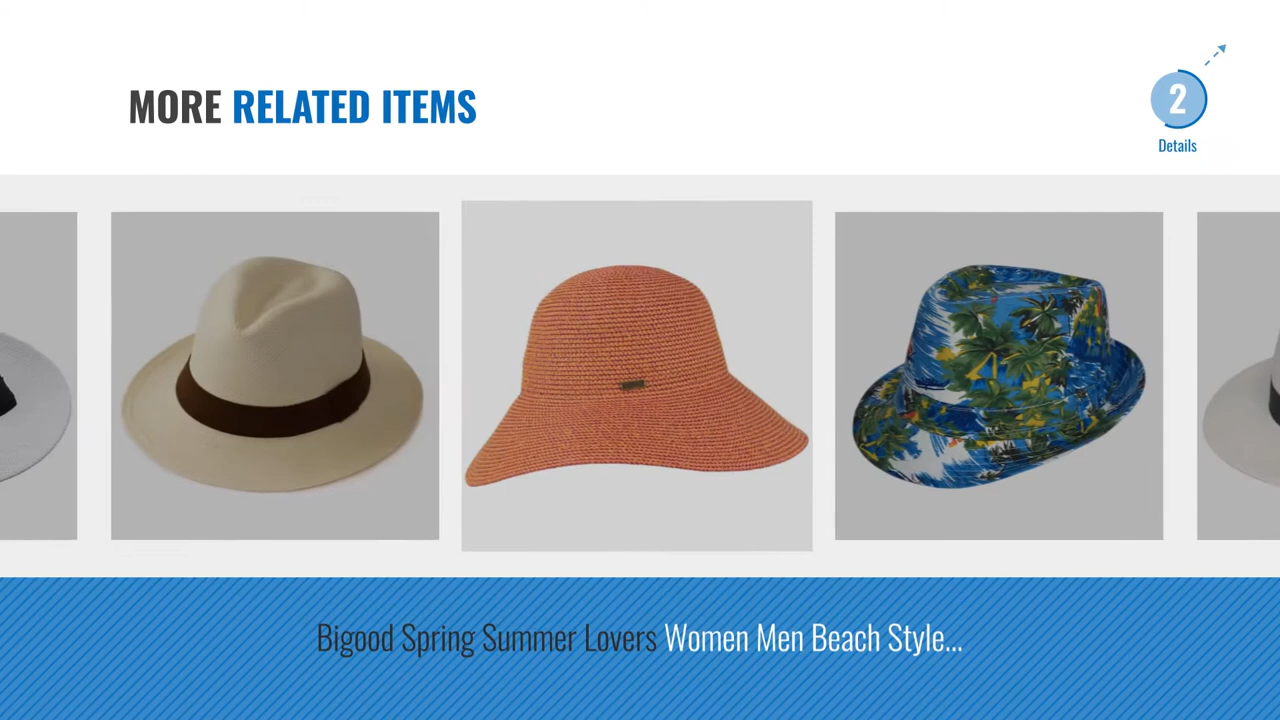 MORE RELATED ITEMS
2
Details
Bigood Spring Summer Lovers Women Men Beach Style...